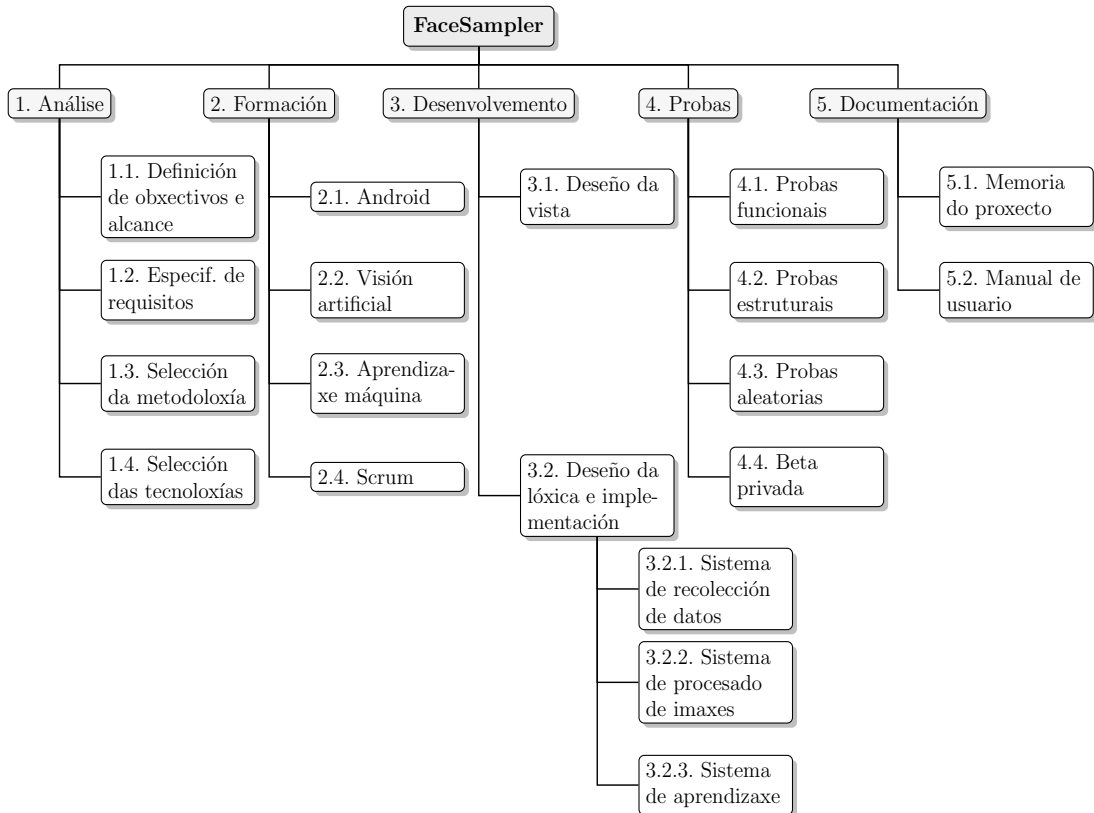 FaceSampler
1. Análise
2. Formación
3. Desenvolvemento
4. Probas
5. Documentación
1.1. Definición
de obxectivos e
alcance
1.2. Especif. de
requisitos
1.3. Selección
da metodoloxía
1.4. Selección
das tecnoloxías
2.1. Android
2.2. Visión
artificial
2.3. Aprendiza-
xe máquina
2.4. Scrum
3.1. Deseño da
vista
3.2. Deseño da
lóxica e imple-
mentación
3.2.1. Sistema
de recolección
de datos
3.2.2. Sistema
de procesado
de imaxes
3.2.3. Sistema
de aprendizaxe
4.1. Probas
funcionais
4.2. Probas
estruturais
4.3. Probas
aleatorias
4.4. Beta
privada
5.1. Memoria
do proxecto
5.2. Manual de
usuario